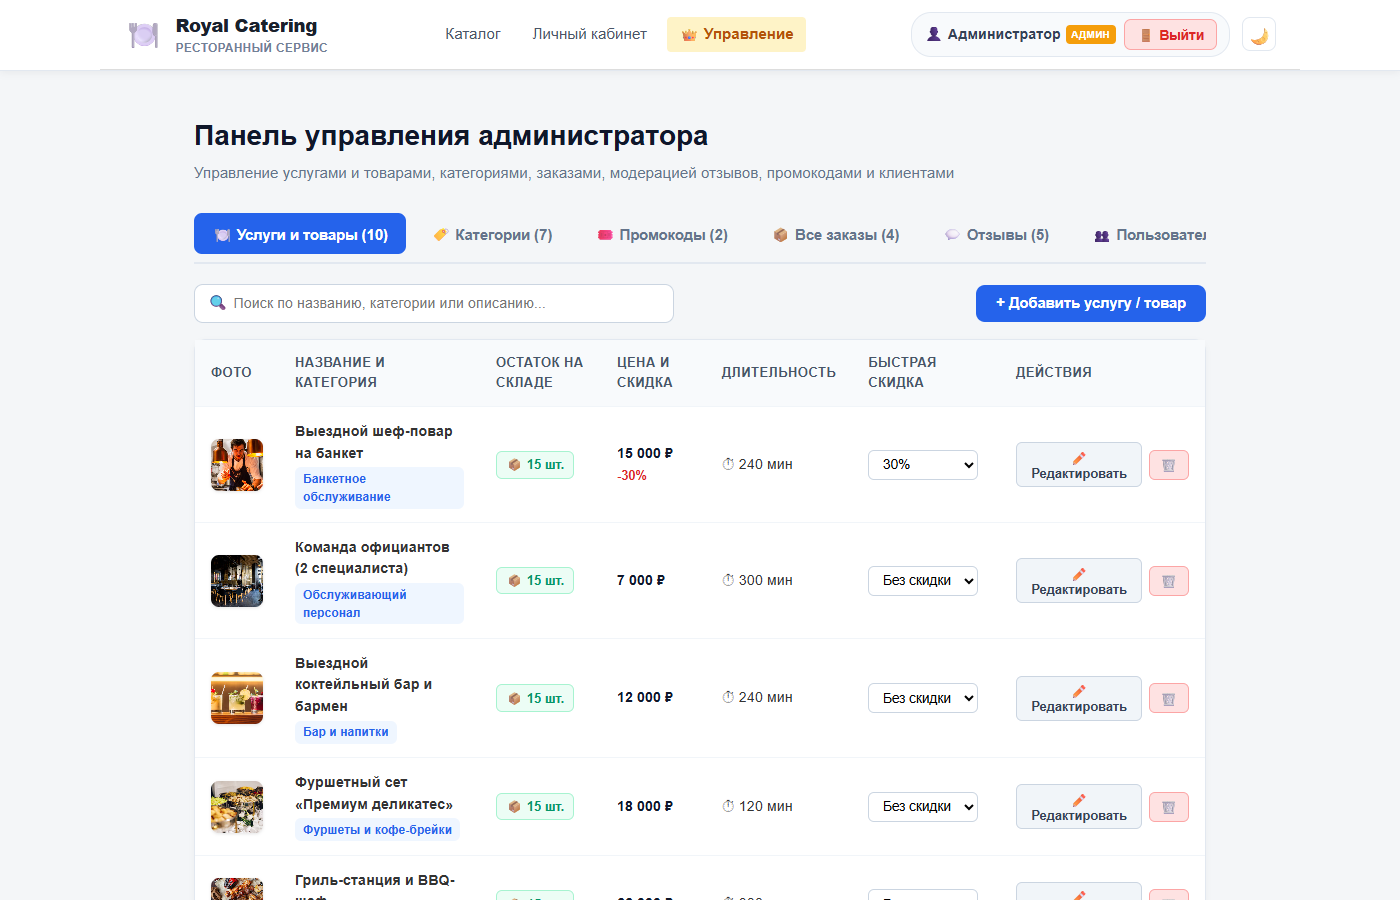 Royal Catering
РЕСТОРАННЫЙ СЕРВИС
Каталог
Личный кабинет
Управление
Администратор
АДМИН
Выйти
Панель управления администратора
Управление услугами и товарами, категориями, заказами, модерацией отзывов, промокодами и клиентами
Услуги и товары (10)
Категории (7)
Промокоды (2)
Все заказы (4)
Отзывы (5)
Пользовател
Поиск по названию, категории или описанию...
+ Добавить услугу / товар
ФОТО
НАЗВАНИЕ И
КАТЕГОРИЯ
ОСТАТОК НА
СКЛАДЕ
ЦЕНА И
СКИДКА
ДЛИТЕЛЬНОСТЬ
БЫСТРАЯ
СКИДКА
ДЕЙСТВИЯ
Выездной шеф-повар
на банкет
Банкетное
обслуживание
15 шт.
15 000 ₽
-30%
240 мин
30%
Редактировать
Команда официантов
(2 специалиста)
Обслуживающий
персонал
15 шт.
7 000 ₽
300 мин
Без скидки
Редактировать
Выездной
коктейльный бар и
бармен
Бар и напитки
15 шт.
12 000 ₽
240 мин
Без скидки
Редактировать
Фуршетный сет
«Премиум деликатес»
Фуршеты и кофе-брейки
15 шт.
18 000 ₽
120 мин
Без скидки
Редактировать
Гриль-станция и BBQ-